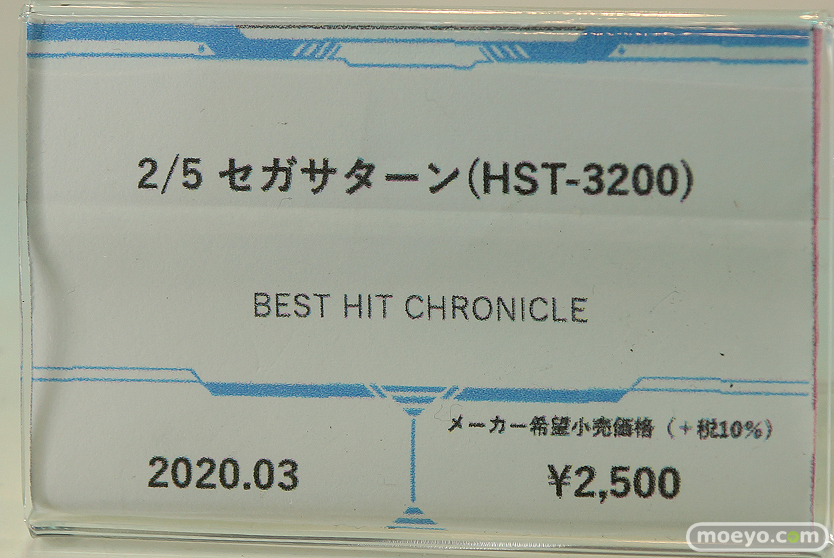 2/5 セガサターン(HST-3200)
BEST HIT CHRONICLE
メーカー希望小売価格（+税10%）
2020.03
¥2,500
moeyo.com